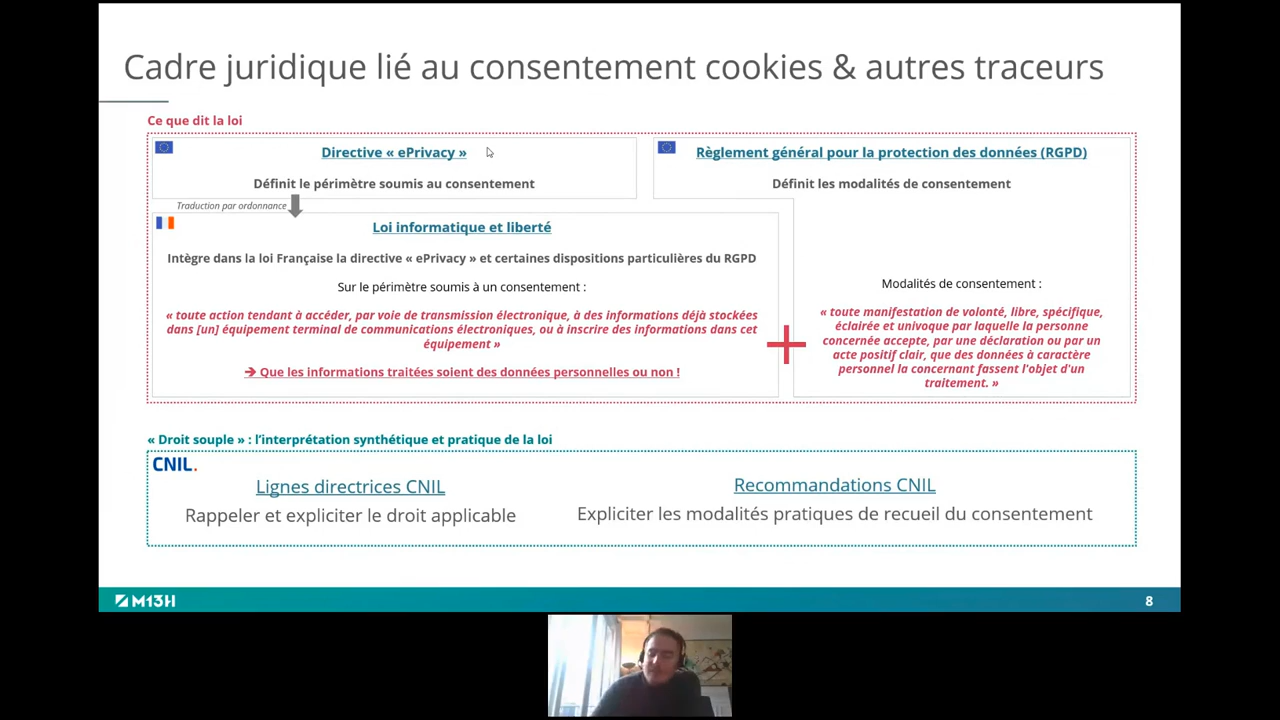 Cadre juridique lié au consentement cookies & autres traceurs
Ce que dit la loi
Directive « ePrivacy »
Définit le périmètre soumis au consentement
Règlement général pour la protection des données (RGPD)
Définit les modalités de consentement
Traduction par ordonnance
Loi informatique et liberté
Intègre dans la loi Française la directive « ePrivacy » et certaines dispositions particulières du RGPD
Sur le périmètre soumis à un consentement :
« toute action tendant à accéder, par voie de transmission électronique, à des informations déjà stockées
dans [un] équipement terminal de communications électroniques, ou à inscrire des informations dans cet
équipement »
➔ Que les informations traitées soient des données personnelles ou non !
Modalités de consentement :
« toute manifestation de volonté, libre, spécifique,
éclairée et univoque par laquelle la personne
concernée accepte, par une déclaration ou par un
acte positif clair, que des données à caractère
personnel la concernant fassent l'objet d'un
traitement. »
« Droit souple » : l’interprétation synthétique et pratique de la loi
CNIL.
Lignes directrices CNIL
Rappeler et expliciter le droit applicable
Recommandations CNIL
Expliciter les modalités pratiques de recueil du consentement
M13H
8